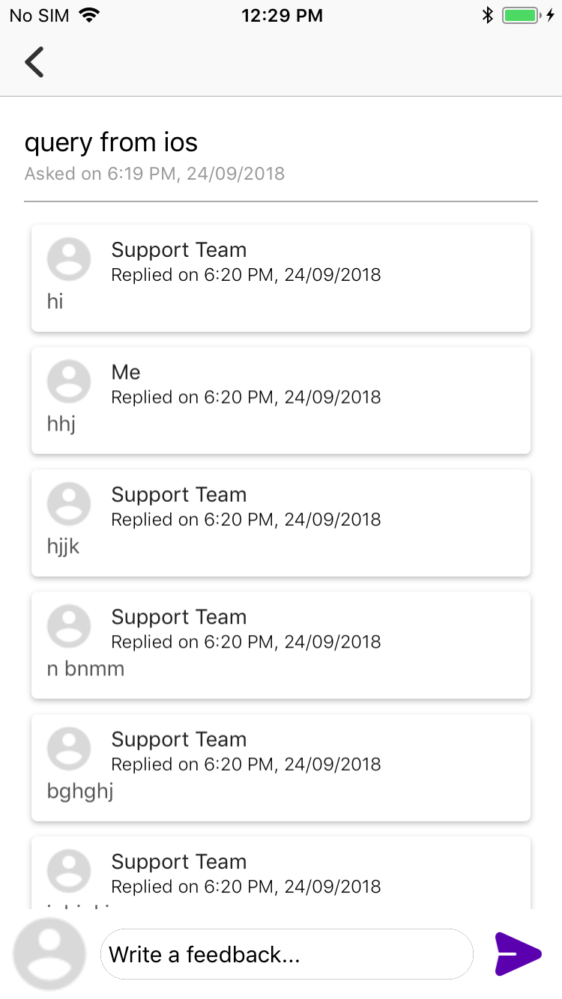 No SIM 12:29 PM
query from ios
Asked on 6:19 PM, 24/09/2018
Support Team
Replied on 6:20 PM, 24/09/2018
hi
Me
Replied on 6:20 PM, 24/09/2018
hhj
Support Team
Replied on 6:20 PM, 24/09/2018
hjjk
Support Team
Replied on 6:20 PM, 24/09/2018
n bnmm
Support Team
Replied on 6:20 PM, 24/09/2018
bghghj
Support Team
Replied on 6:20 PM, 24/09/2018
Write a feedback...